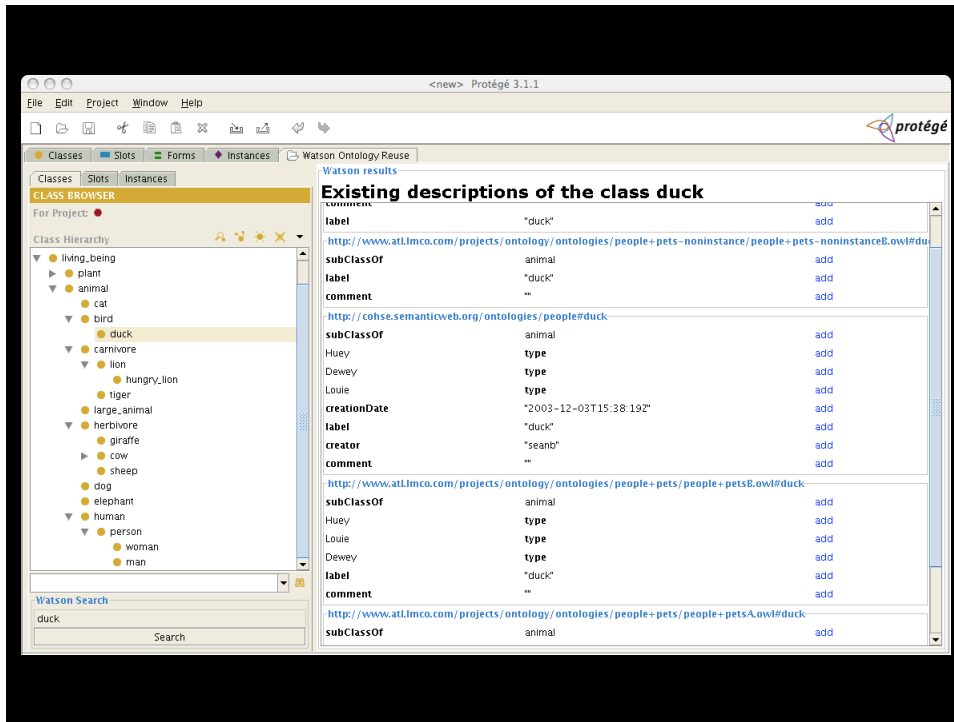 <new> Protégé 3.1.1
File Edit Project Window Help
protégé
Classes Slots Forms Instances Watson Ontology Reuse
Classes Slots Instances
CLASS BROWSER
For Project:
Class Hierarchy
living_being
plant
animal
cat
bird
duck
carnivore
lion
hungry_lion
tiger
large_animal
herbivore
giraffe
cow
sheep
dog
elephant
human
person
woman
man
Watson Search
duck
Search
Watson results
Existing descriptions of the class duck
comment add
label "duck" add
http://www.atl.lmco.com/projects/ontology/ontologies/people+pets-noninstance/people+pets-noninstanceB.owl#du
subClassOf animal add
label "duck" add
comment "" add
http://cohse.semanticweb.org/ontologies/people#duck
subClassOf animal add
Huey type add
Dewey type add
Louie type add
creationDate "2003-12-03T15:38:19Z" add
label "duck" add
creator "seanb" add
comment "" add
http://www.atl.lmco.com/projects/ontology/ontologies/people+pets/people+petsB.owl#duck
subClassOf animal add
Huey type add
Louie type add
Dewey type add
label "duck" add
comment "" add
http://www.atl.lmco.com/projects/ontology/ontologies/people+pets/people+petsA.owl#duck
subClassOf animal add